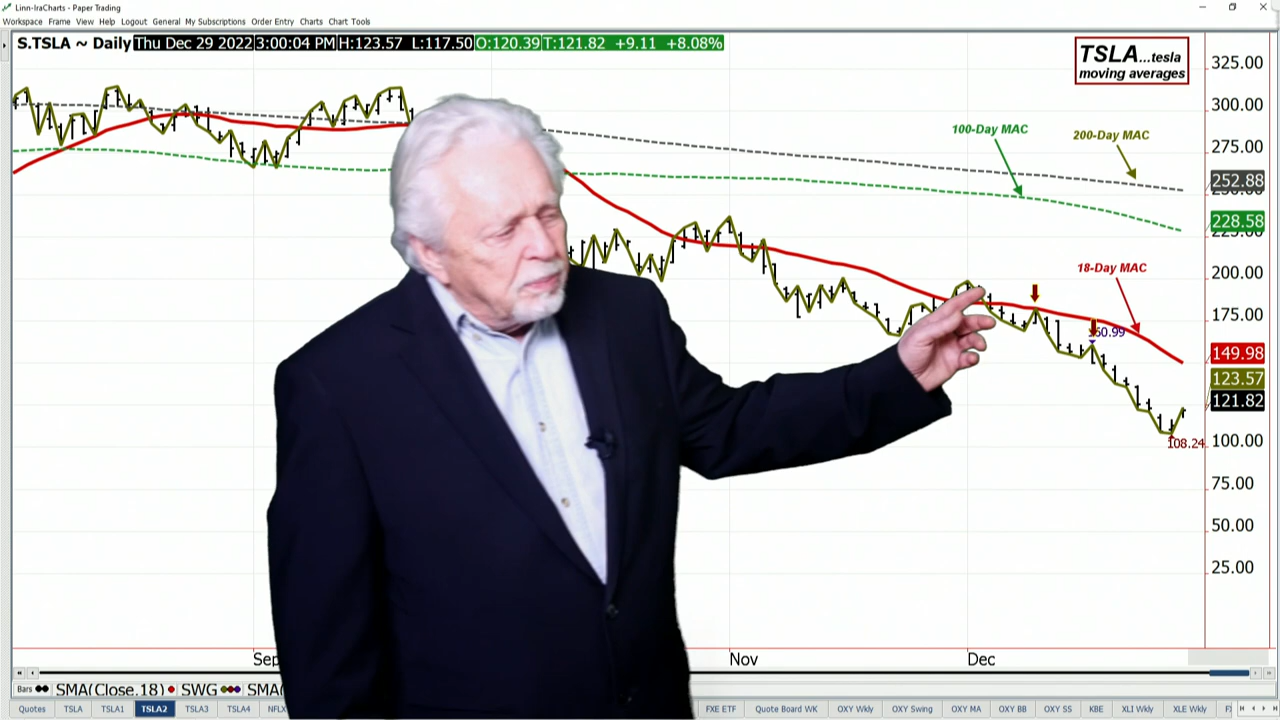 Linn-IraCharts - Paper Trading
Workspace Frame View Help Logout General My Subscriptions Order Entry Charts Chart Tools
S.TSLA ~ Daily Thu Dec 29 2022 3:00:04 PM H:123.57 L:117.50 O:120.39 T:121.82 +9.11 +8.08%
TSLA...tesla
moving averages
325.00
300.00
275.00
252.88
228.58
200.00
175.00
149.98
123.57
121.82
100.00
75.00
50.00
25.00
100-Day MAC
200-Day MAC
18-Day MAC
108.24
Nov
Dec
Bars SMA(Close,18) SWG
Quotes TSLA TSLA1 TSLA2 TSLA3 TSLA4 FXE ETF Quote Board WK OXY Wkly OXY Swing OXY MA OXY BB OXY SS KBE XLI Wkly XLE Wkly